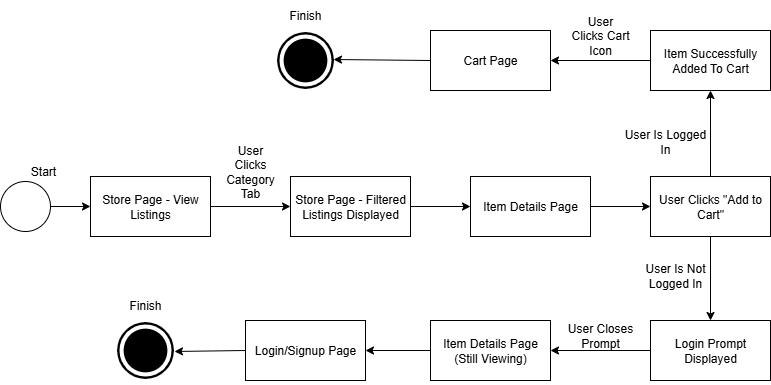 Finish
User
Clicks Cart
Icon
Cart Page
Item Successfully
Added To Cart
User Is Logged
In
Start
User
Clicks
Category
Tab
Store Page - View
Listings
Store Page - Filtered
Listings Displayed
Item Details Page
User Clicks "Add to
Cart"
User Is Not
Logged In
Finish
Login/Signup Page
Item Details Page
(Still Viewing)
User Closes
Prompt
Login Prompt
Displayed